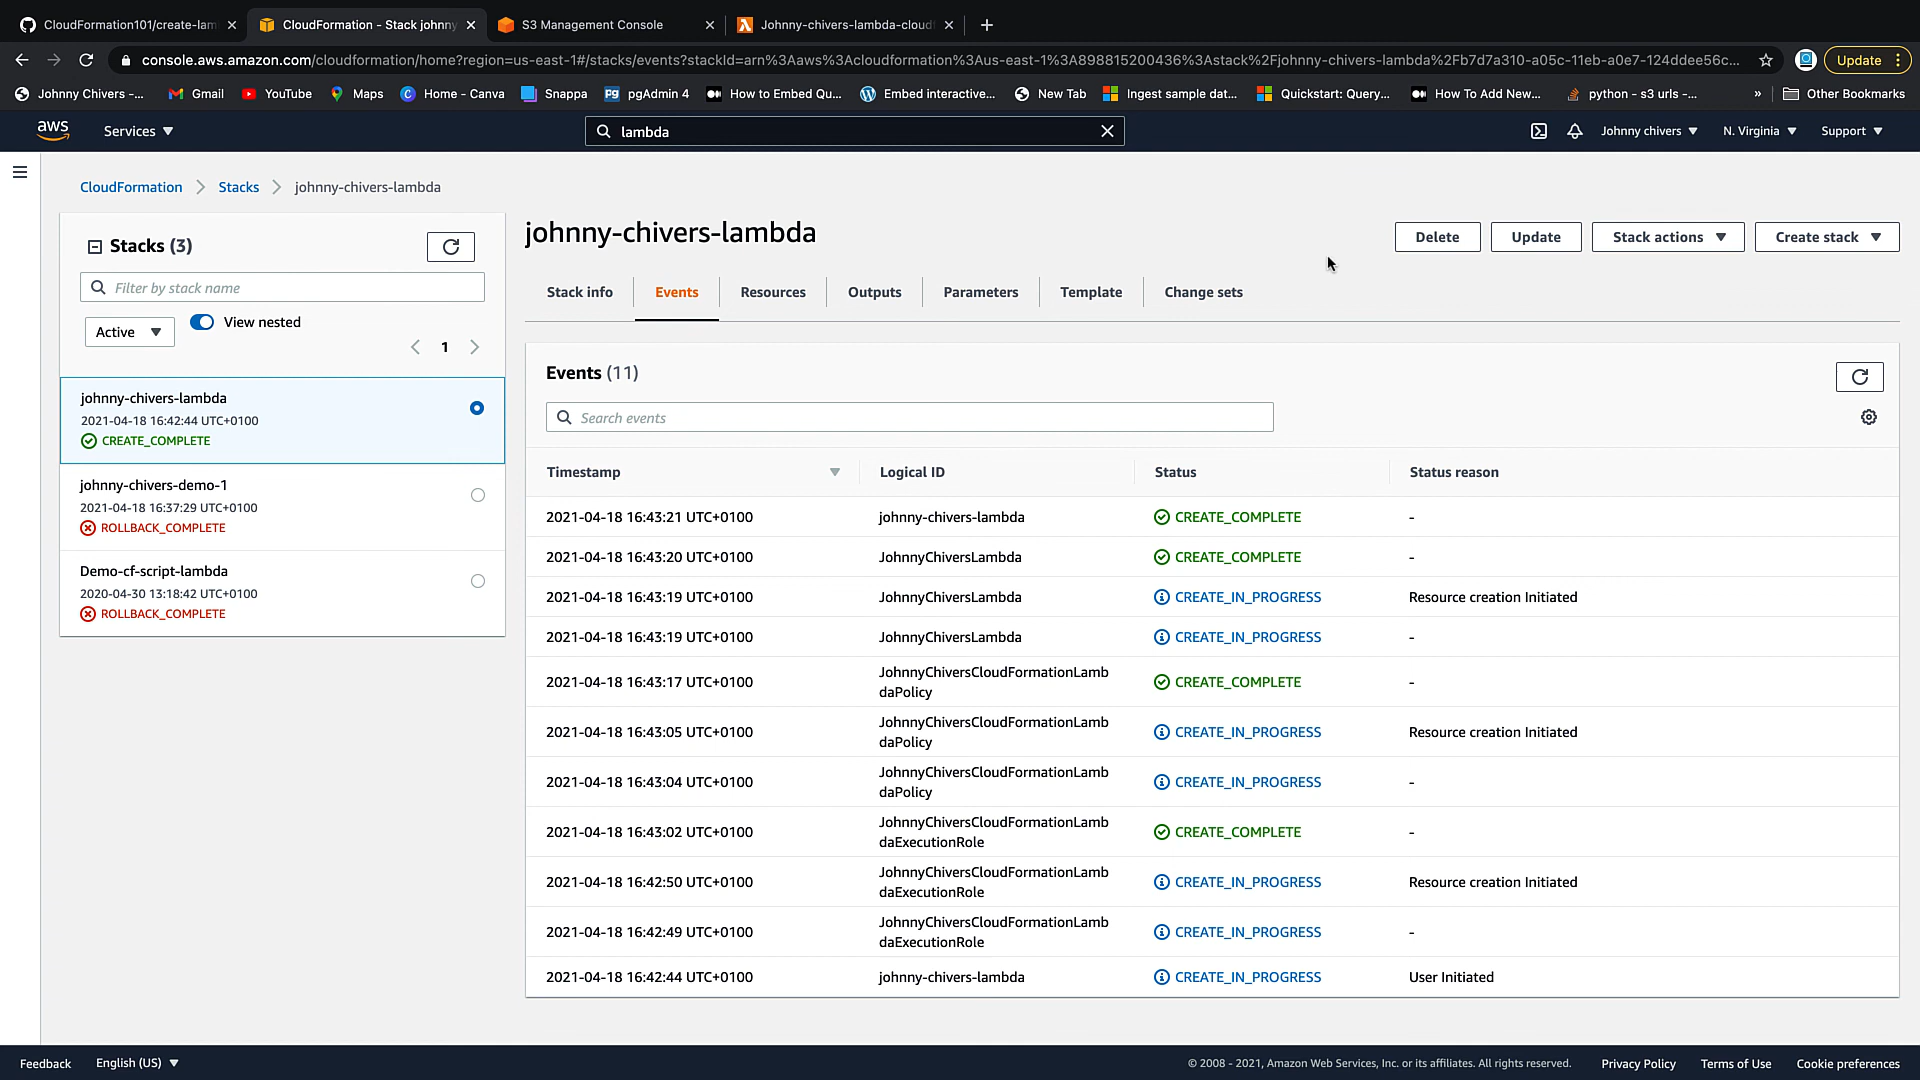 CloudFormation101/create-lam
CloudFormation - Stack johnny
S3 Management Console
Johnny-chivers-lambda-cloudf
console.aws.amazon.com/cloudformation/home?region=us-east-1#/stacks/events?stackId=arn%3Aaws%3Acloudformation%3Aus-east-1%3A898815200436%3Astack%2Fjohnny-chivers-lambda%2Fb7d7a310-a05c-11eb-a0e7-124ddee56c...
Update
Johnny Chivers -...
Gmail
YouTube
Maps
Home - Canva
Snappa
pgAdmin 4
How to Embed Qu...
Embed interactive...
New Tab
Ingest sample dat...
Quickstart: Query...
How To Add New...
python - s3 urls -...
»
Other Bookmarks
aws
Services
lambda
Johnny chivers
N. Virginia
Support
CloudFormation
Stacks
johnny-chivers-lambda
Stacks (3)
Filter by stack name
Active
View nested
1
johnny-chivers-lambda
2021-04-18 16:42:44 UTC+0100
CREATE_COMPLETE
johnny-chivers-demo-1
2021-04-18 16:37:29 UTC+0100
ROLLBACK_COMPLETE
Demo-cf-script-lambda
2020-04-30 13:18:42 UTC+0100
ROLLBACK_COMPLETE
johnny-chivers-lambda
Delete
Update
Stack actions
Create stack
Stack info
Events
Resources
Outputs
Parameters
Template
Change sets
Events (11)
Search events
Timestamp Logical ID Status Status reason
2021-04-18 16:43:21 UTC+0100 johnny-chivers-lambda CREATE_COMPLETE -
2021-04-18 16:43:20 UTC+0100 JohnnyChiversLambda CREATE_COMPLETE -
2021-04-18 16:43:19 UTC+0100 JohnnyChiversLambda CREATE_IN_PROGRESS Resource creation Initiated
2021-04-18 16:43:19 UTC+0100 JohnnyChiversLambda CREATE_IN_PROGRESS -
2021-04-18 16:43:17 UTC+0100 JohnnyChiversCloudFormationLamb CREATE_COMPLETE -
daPolicy
2021-04-18 16:43:05 UTC+0100 JohnnyChiversCloudFormationLamb CREATE_IN_PROGRESS Resource creation Initiated
daPolicy
2021-04-18 16:43:04 UTC+0100 JohnnyChiversCloudFormationLamb CREATE_IN_PROGRESS -
daPolicy
2021-04-18 16:43:02 UTC+0100 JohnnyChiversCloudFormationLamb CREATE_COMPLETE -
daExecutionRole
2021-04-18 16:42:50 UTC+0100 JohnnyChiversCloudFormationLamb CREATE_IN_PROGRESS Resource creation Initiated
daExecutionRole
2021-04-18 16:42:49 UTC+0100 JohnnyChiversCloudFormationLamb CREATE_IN_PROGRESS -
daExecutionRole
2021-04-18 16:42:44 UTC+0100 johnny-chivers-lambda CREATE_IN_PROGRESS User Initiated
Feedback
English (US)
© 2008 - 2021, Amazon Web Services, Inc. or its affiliates. All rights reserved.
Privacy Policy
Terms of Use
Cookie preferences